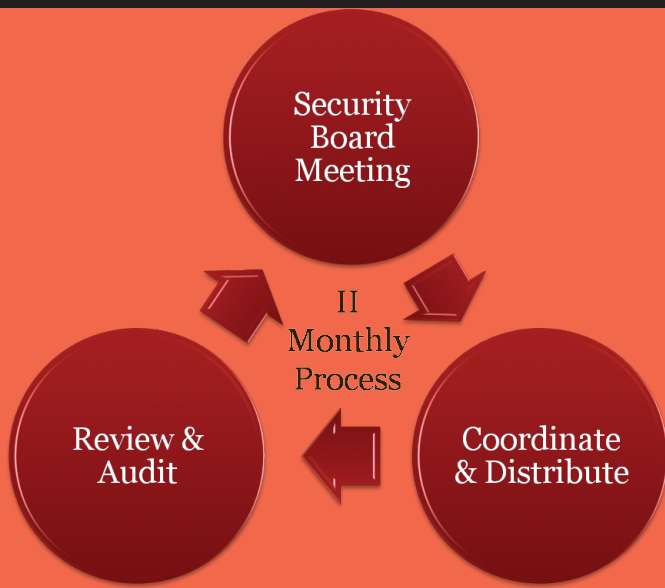 Security
Board
Meeting
II
Monthly
Process
Review &
Audit
Coordinate
& Distribute